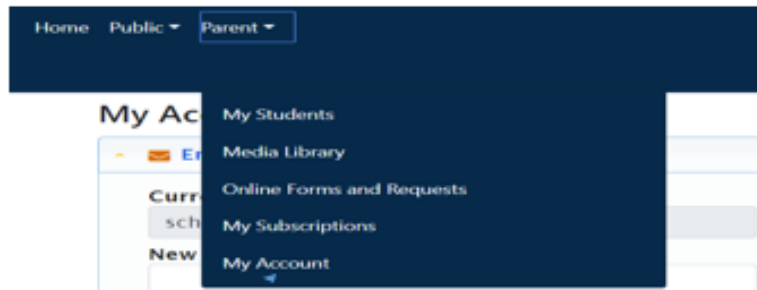 Home Public Parent
My Students
My Ac
Media Library
Er
Online Forms and Requests
Curr
sch
My Subscriptions
New
My Account